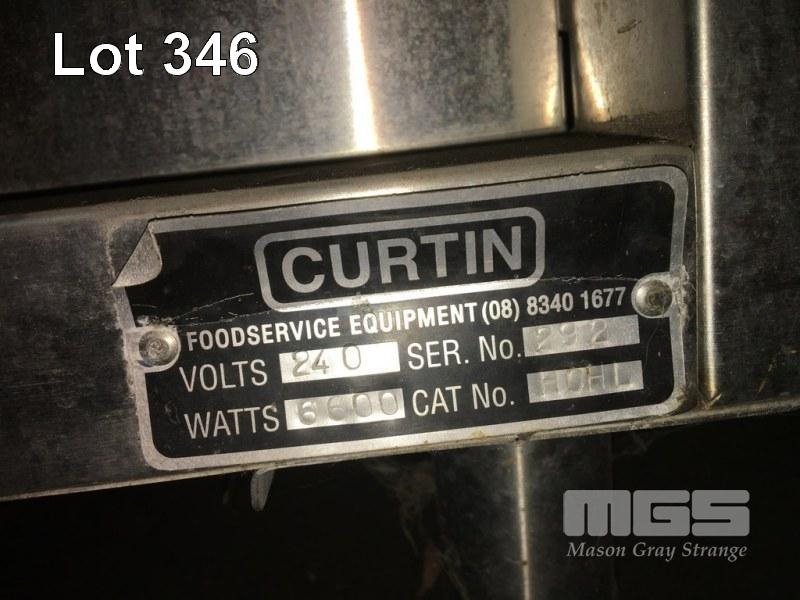 Lot 346
CURTIN
FOODSERVICE EQUIPMENT (08) 8340 1677
VOLTS 240 SER. No. 292
WATTS 6600 CAT No.
MGS
Mason Gray Strange